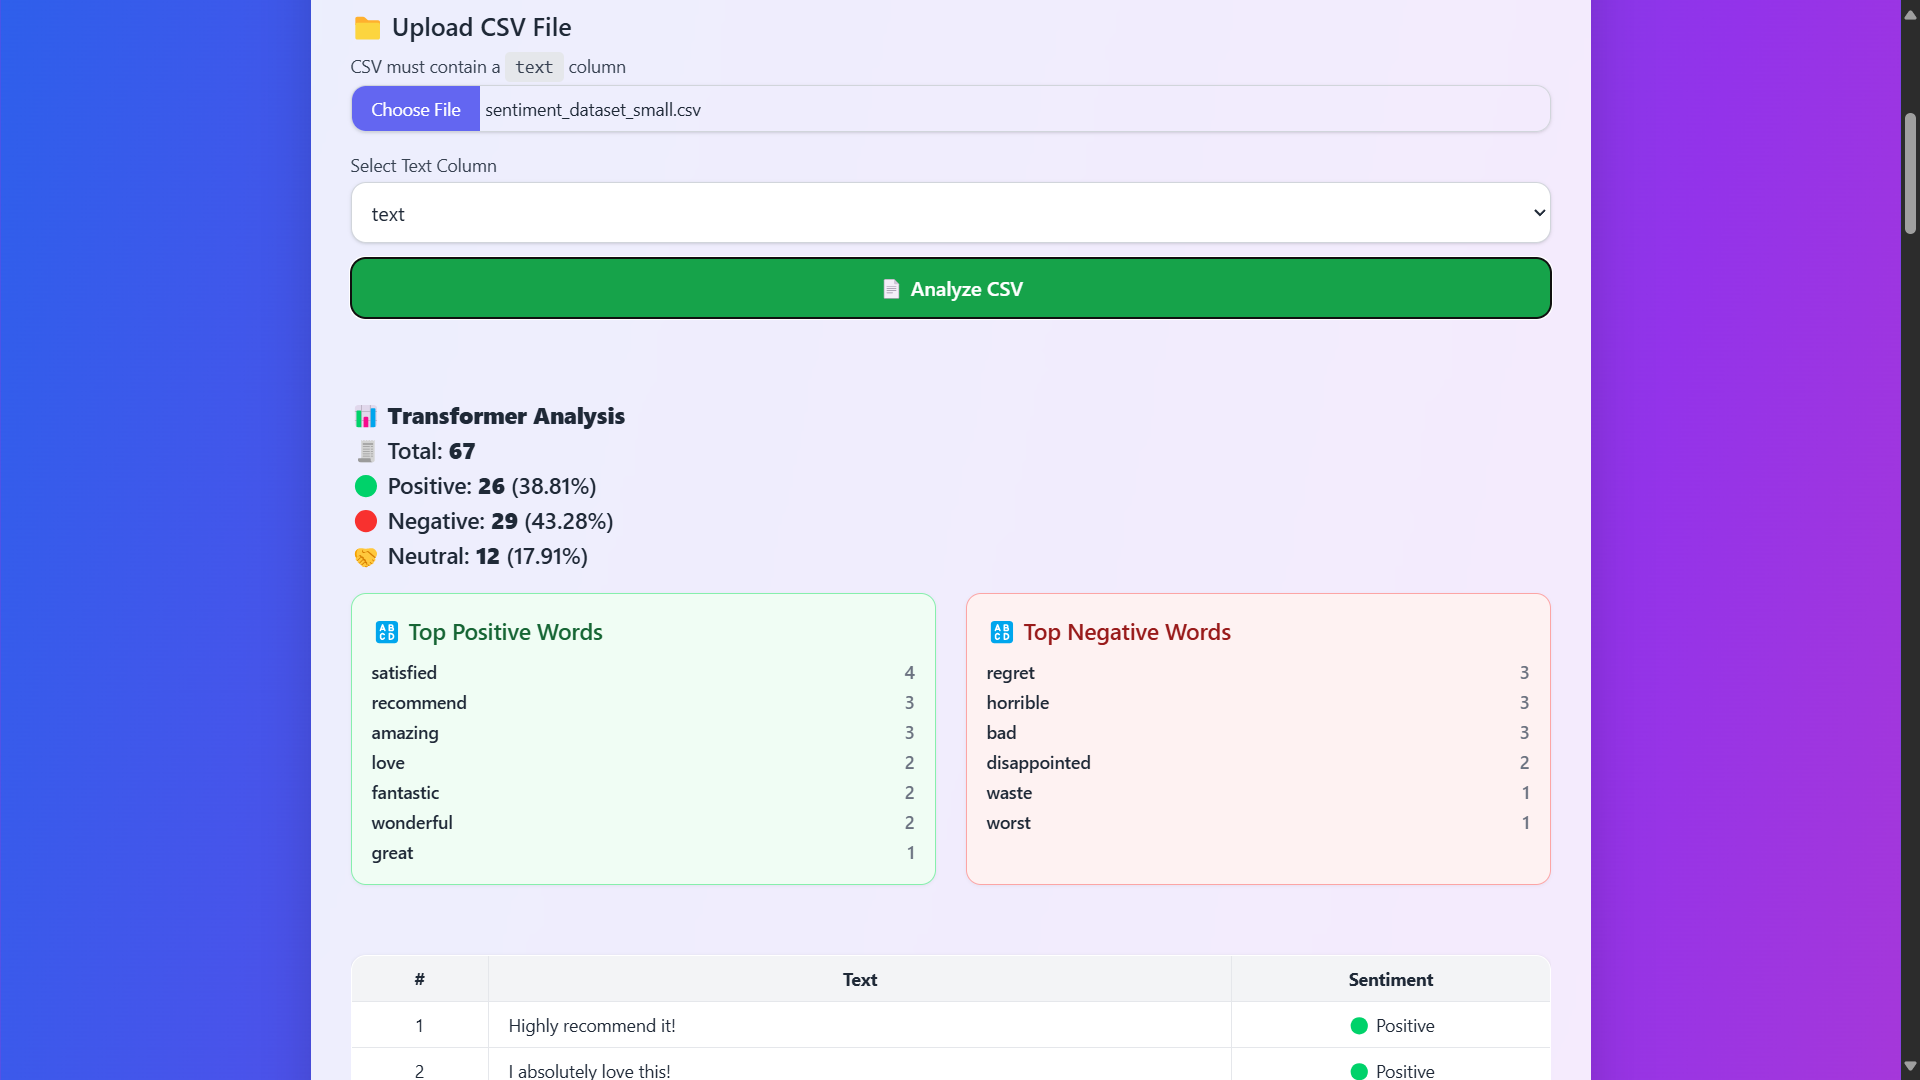 📁 Upload CSV File
CSV must contain a text column
Choose File sentiment_dataset_small.csv
Select Text Column
text
📄 Analyze CSV
📊 Transformer Analysis
🧾 Total: 67
🟢 Positive: 26 (38.81%)
🔴 Negative: 29 (43.28%)
🤝 Neutral: 12 (17.91%)
🔠 Top Positive Words
satisfied 4
recommend 3
amazing 3
love 2
fantastic 2
wonderful 2
great 1
🔠 Top Negative Words
regret 3
horrible 3
bad 3
disappointed 2
waste 1
worst 1
# Text Sentiment
1 Highly recommend it! 🟢 Positive
2 I absolutely love this! 🟢 Positive